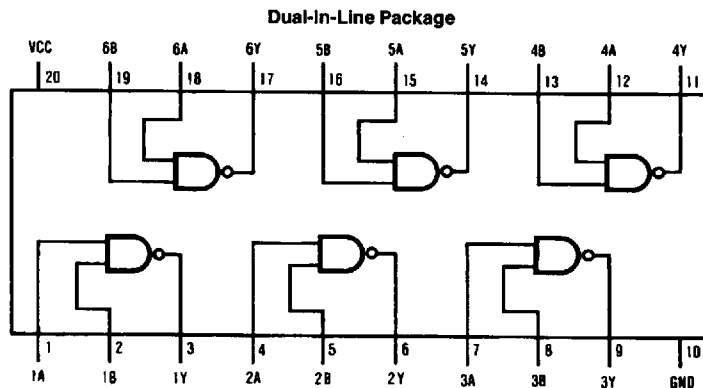 Dual-In-Line Package
VCC 6B 6A 6Y 5B 5A 5Y 4B 4A 4Y
20 19 18 17 16 15 14 13 12 11
1 2 3 4 5 6 7 8 9 10
1A 1B 1Y 2A 2B 2Y 3A 3B 3Y GND